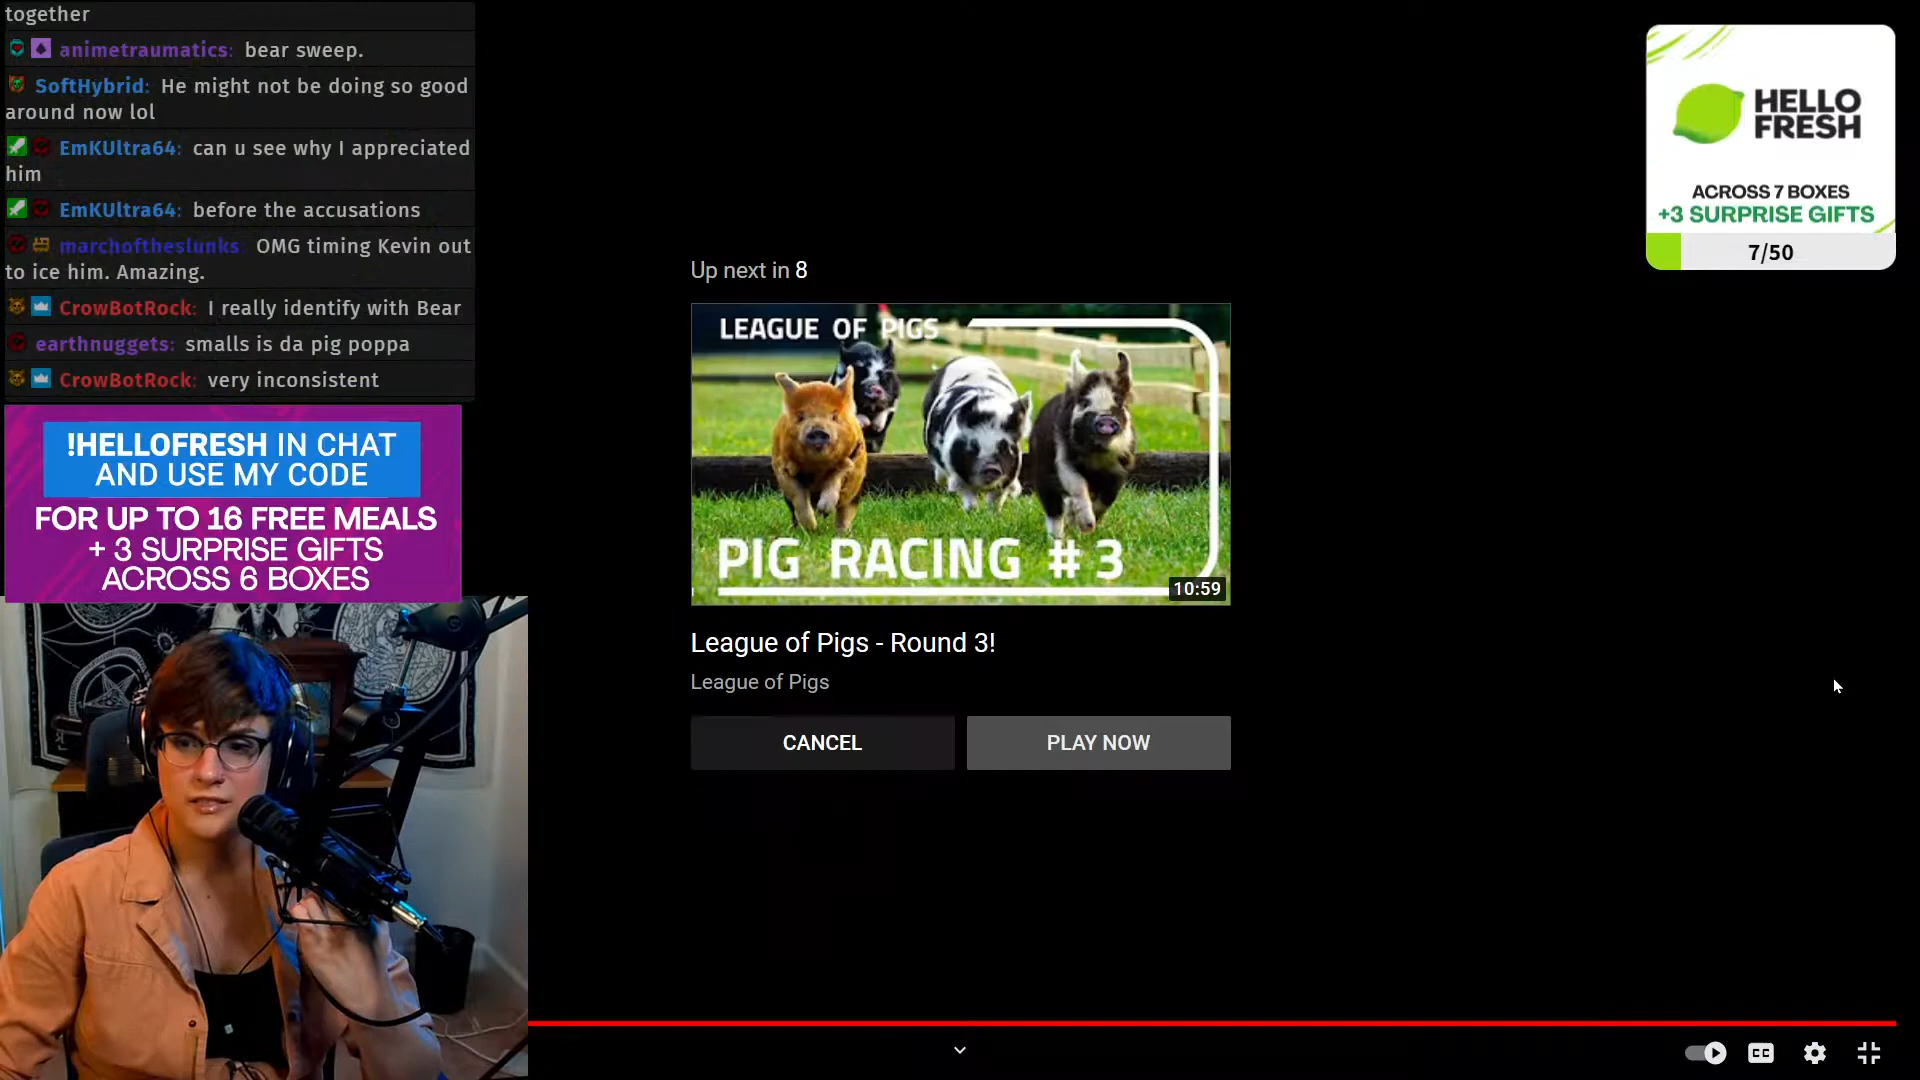 together
animetraumatics: bear sweep.
SoftHybrid: He might not be doing so good
around now lol
EmKUltra64: can u see why I appreciated
him
EmKUltra64: before the accusations
marchoftheslunks OMG timing Kevin out
to ice him. Amazing.
CrowBotRock: I really identify with Bear
earthnuggets: smalls is da pig poppa
CrowBotRock: very inconsistent
!HELLOFRESH IN CHAT
AND USE MY CODE
FOR UP TO 16 FREE MEALS
+ 3 SURPRISE GIFTS
ACROSS 6 BOXES
Up next in 8
LEAGUE OF PIGS
PIG RACING #3
10:59
League of Pigs - Round 3!
League of Pigs
CANCEL
PLAY NOW
HELLO
FRESH
ACROSS 7 BOXES
+3 SURPRISE GIFTS
7/50
CC